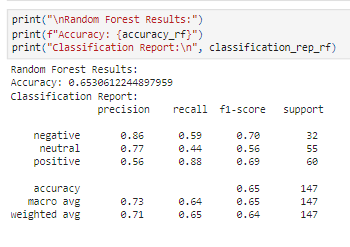 print("\nRandom Forest Results:")
print(f"Accuracy: {accuracy_rf}")
print("Classification Report:\n", classification_rep_rf)
Random Forest Results:
Accuracy: 0.6530612244897959
Classification Report:
precision recall f1-score support
negative 0.86 0.59 0.70 32
neutral 0.77 0.44 0.56 55
positive 0.56 0.88 0.69 60
accuracy 0.65 147
macro avg 0.73 0.64 0.65 147
weighted avg 0.71 0.65 0.64 147